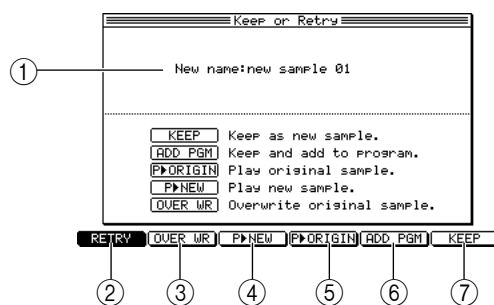 Keep or Retry
① New name:new sample 01
KEEP Keep as new sample.
ADD PGM Keep and add to program.
P▶ORIGIN Play original sample.
P▶NEW Play new sample.
OVER WR Overwrite original sample.
RETRY OVER WR P▶NEW P▶ORIGIN ADD PGM KEEP
② ③ ④ ⑤ ⑥ ⑦